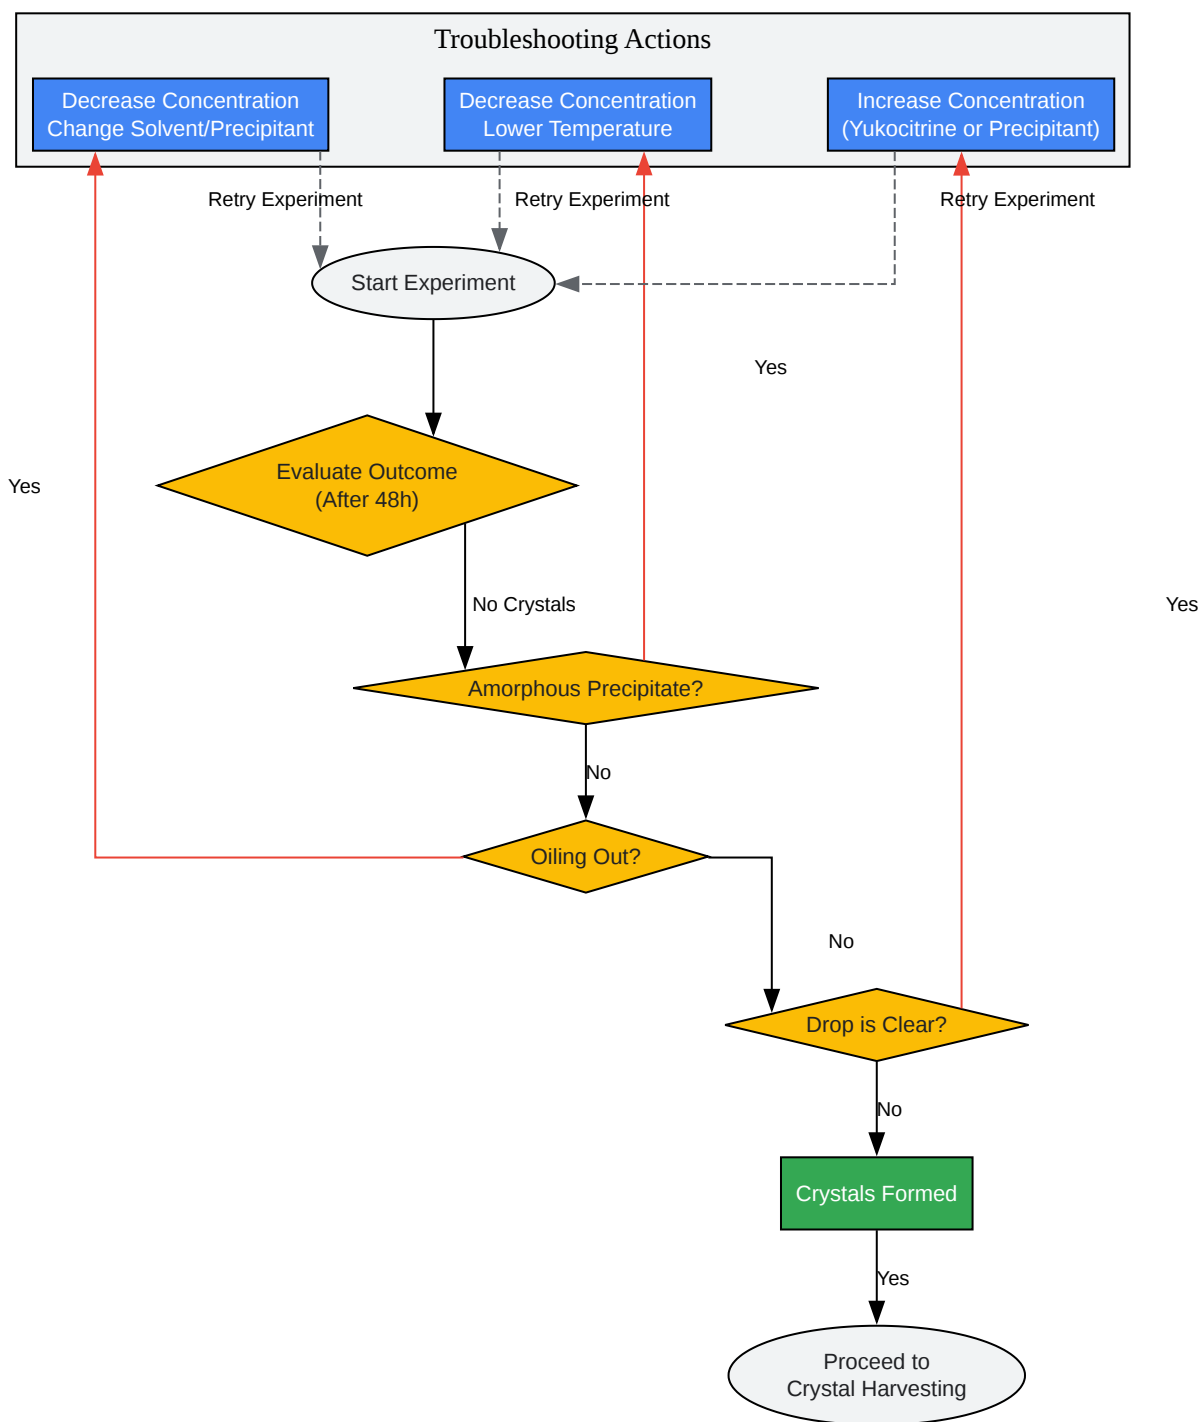 Troubleshooting Actions
Decrease Concentration
Change Solvent/Precipitant
Decrease Concentration
Lower Temperature
Increase Concentration
(Yukocitrine or Precipitant)
Retry Experiment
Retry Experiment
Retry Experiment
Start Experiment
Yes
Evaluate Outcome
(After 48h)
Yes
No Crystals
Yes
Amorphous Precipitate?
No
Oiling Out?
No
Drop is Clear?
No
Crystals Formed
Yes
Proceed to
Crystal Harvesting